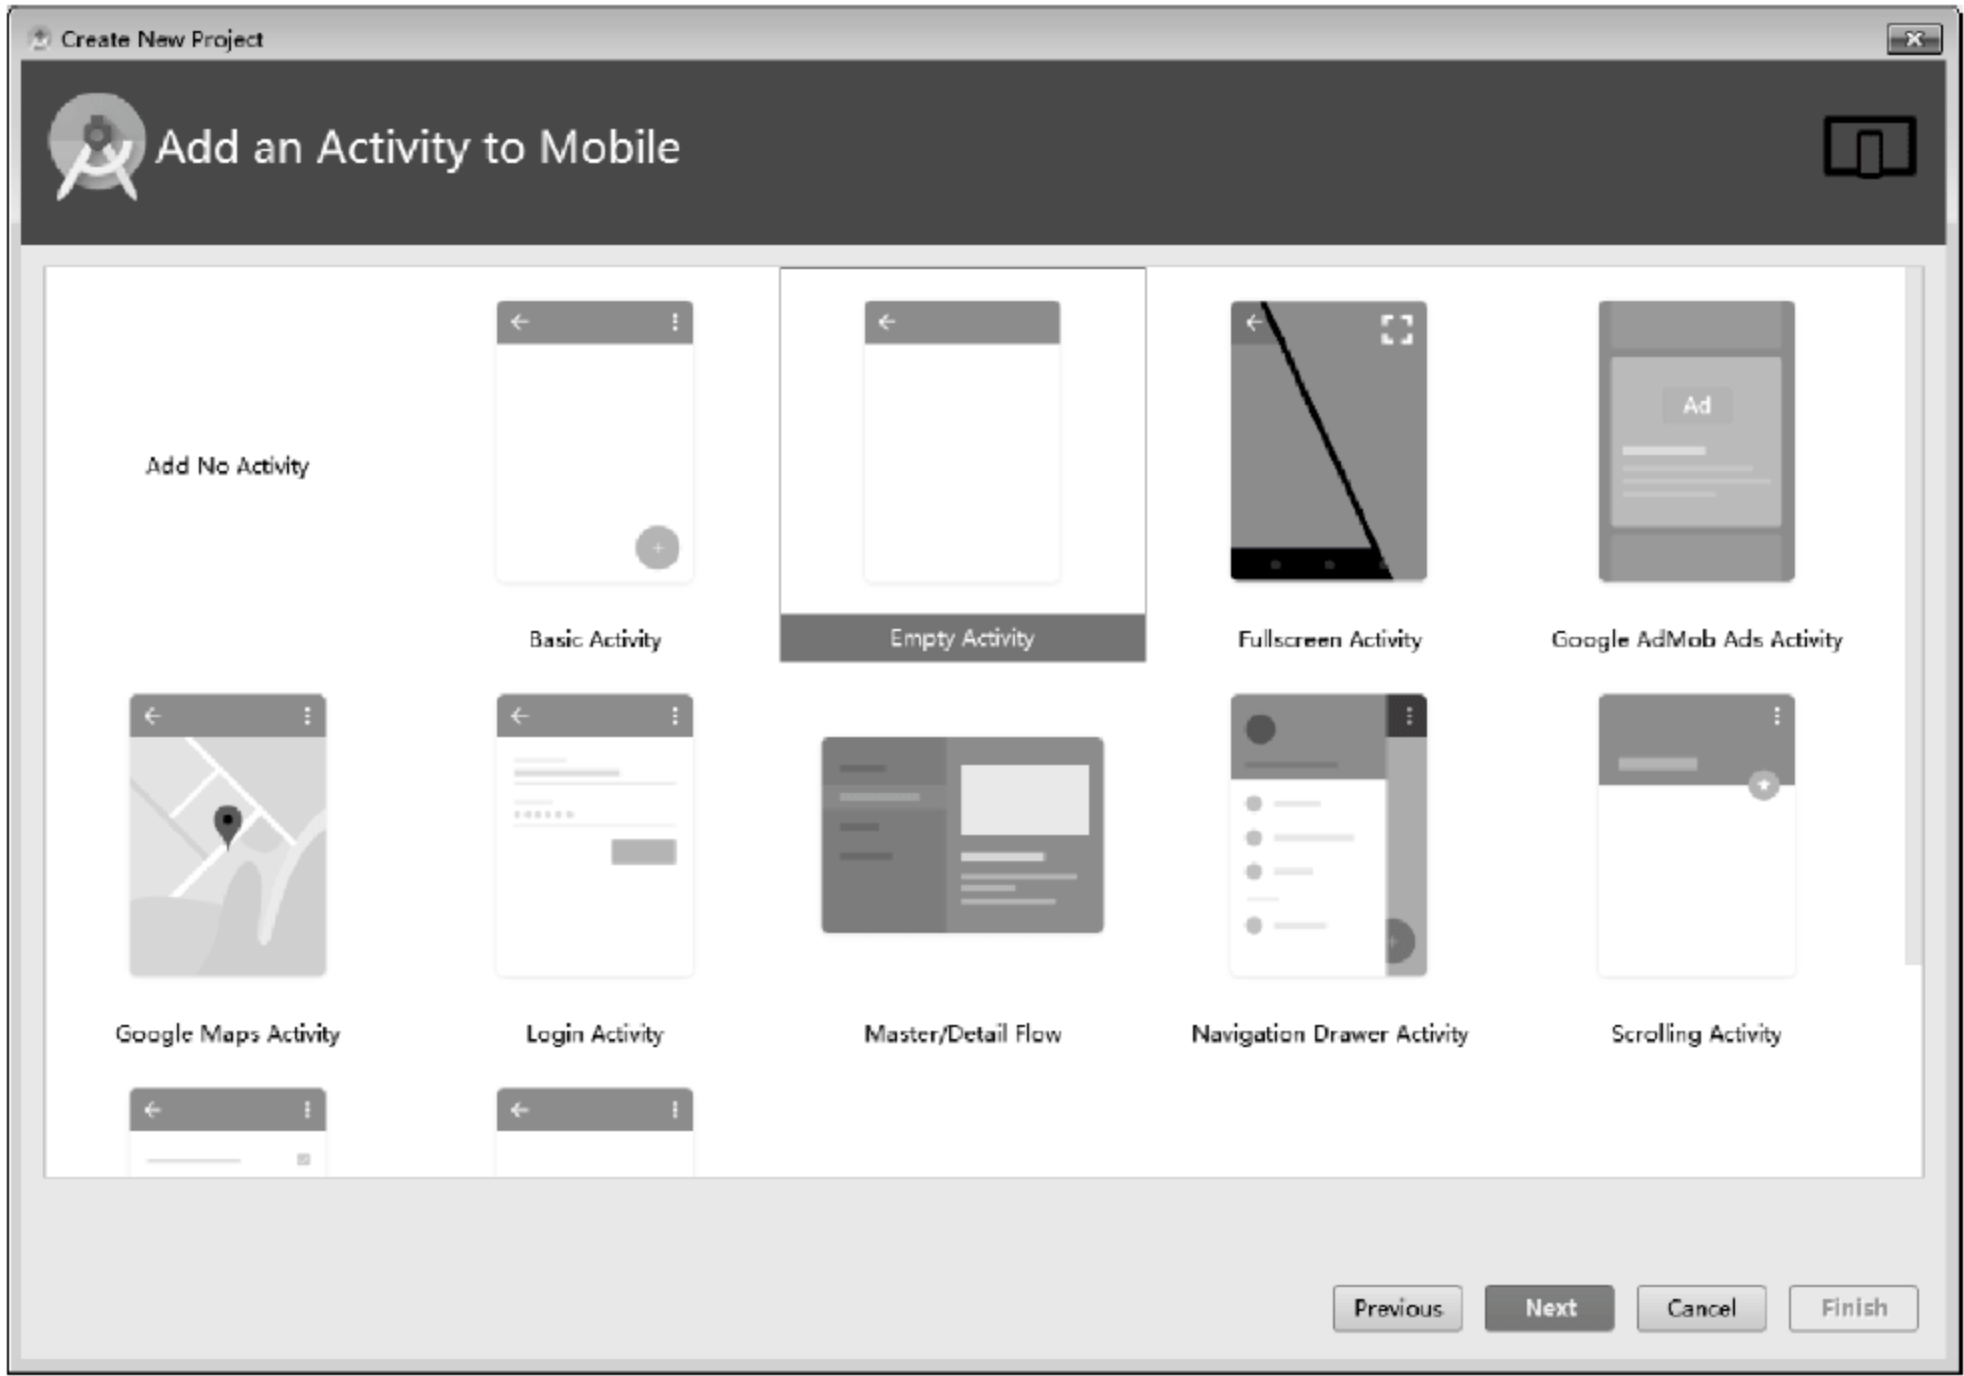 Create New Project
Add an Activity to Mobile
Add No Activity
Ad
Basic Activity
Empty Activity
Fullscreen Activity
Google AdMob Ads Activity
Google Maps Activity
Login Activity
Master/Detail Flow
Navigation Drawer Activity
Scrolling Activity
Previous
Next
Cancel
Finish